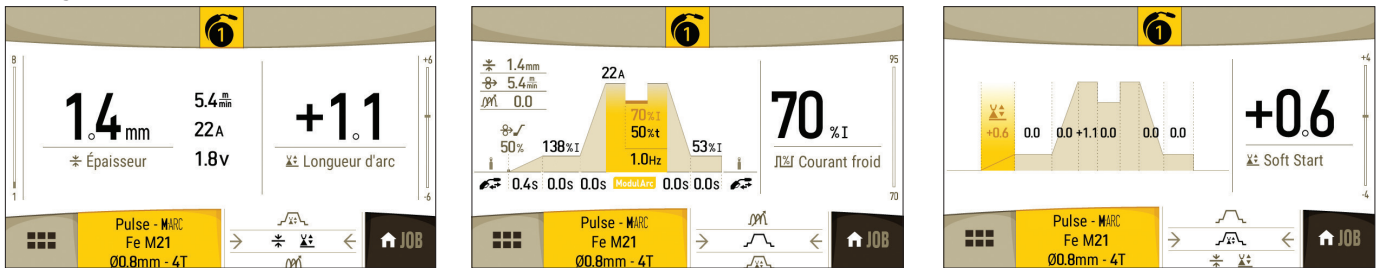 1
8
+6
1.4 mm
5.4 m/min
22 A
1.8 V
+1.1
Épaisseur
Longueur d'arc
1
-6
Pulse - MARC
Fe M21
Ø0.8mm - 4T
JOB
1
1.4mm
5.4 m/min
0.0
22A
95
70%I
50%t
1.0Hz
50%
138%I
53%I
0.4s 0.0s 0.0s ModulArc 0.0s 0.0s
70 %I
Courant froid
70
Pulse - MARC
Fe M21
Ø0.8mm - 4T
JOB
1
+4
+0.6 0.0 0.0 +1.1 0.0 0.0 0.0
+0.6
Soft Start
-4
Pulse - MARC
Fe M21
Ø0.8mm - 4T
JOB